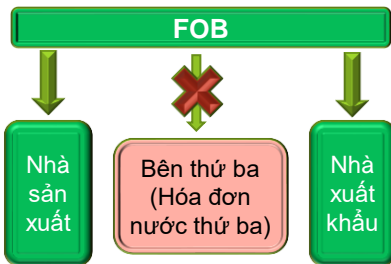 FOB
Nhà
sản
xuất
Bên thứ ba
(Hóa đơn
nước thứ ba)
Nhà
xuất
khẩu